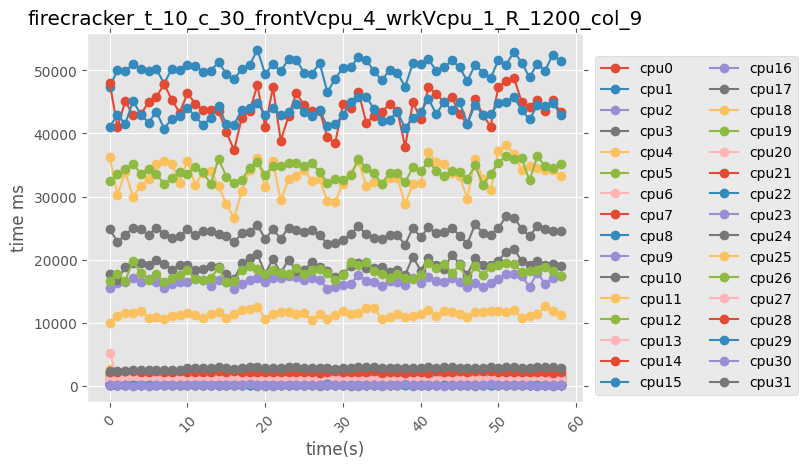 firecracker_t_10_c_30_frontVcpu_4_wrkVcpu_1_R_1200_col_9
time ms
50000
40000
30000
20000
10000
0
0
10
20
30
40
50
60
time(s)
cpu0
cpu1
cpu2
cpu3
cpu4
cpu5
cpu6
cpu7
cpu8
cpu9
cpu10
cpu11
cpu12
cpu13
cpu14
cpu15
cpu16
cpu17
cpu18
cpu19
cpu20
cpu21
cpu22
cpu23
cpu24
cpu25
cpu26
cpu27
cpu28
cpu29
cpu30
cpu31